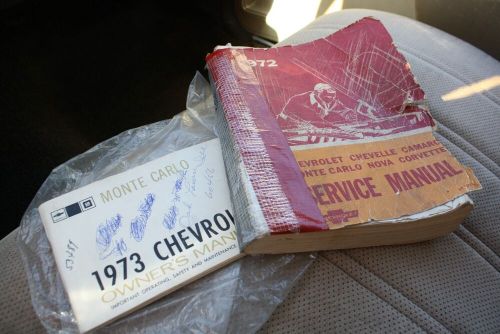 1972
CHEVROLET CHEVELLE CAMARO
MONTE CARLO NOVA CORVETTE
SERVICE MANUAL
MONTE CARLO
1973 CHEVROL
OWNER'S MANU
IMPORTANT OPERATING, SAFETY AND MAINTENANCE